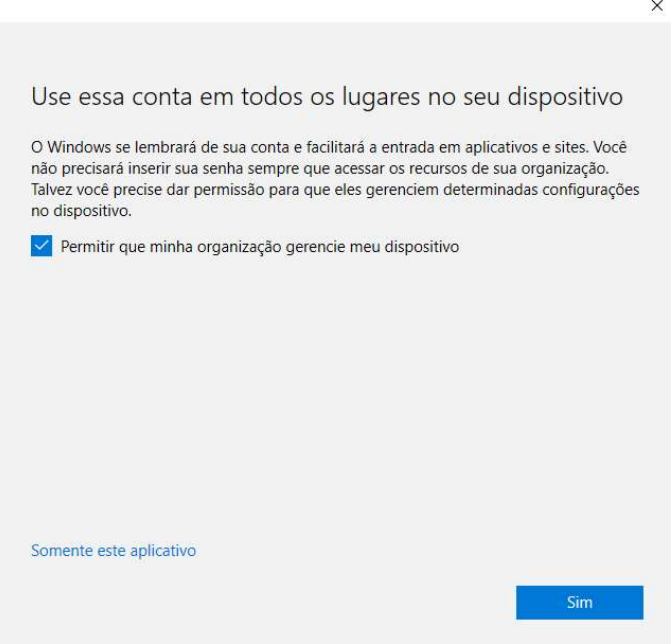 Use essa conta em todos os lugares no seu dispositivo
O Windows se lembrará de sua conta e facilitará a entrada em aplicativos e sites. Você
não precisará inserir sua senha sempre que acessar os recursos de sua organização.
Talvez você precise dar permissão para que eles gerenciem determinadas configurações
no dispositivo.
Permitir que minha organização gerencie meu dispositivo
Somente este aplicativo
Sim